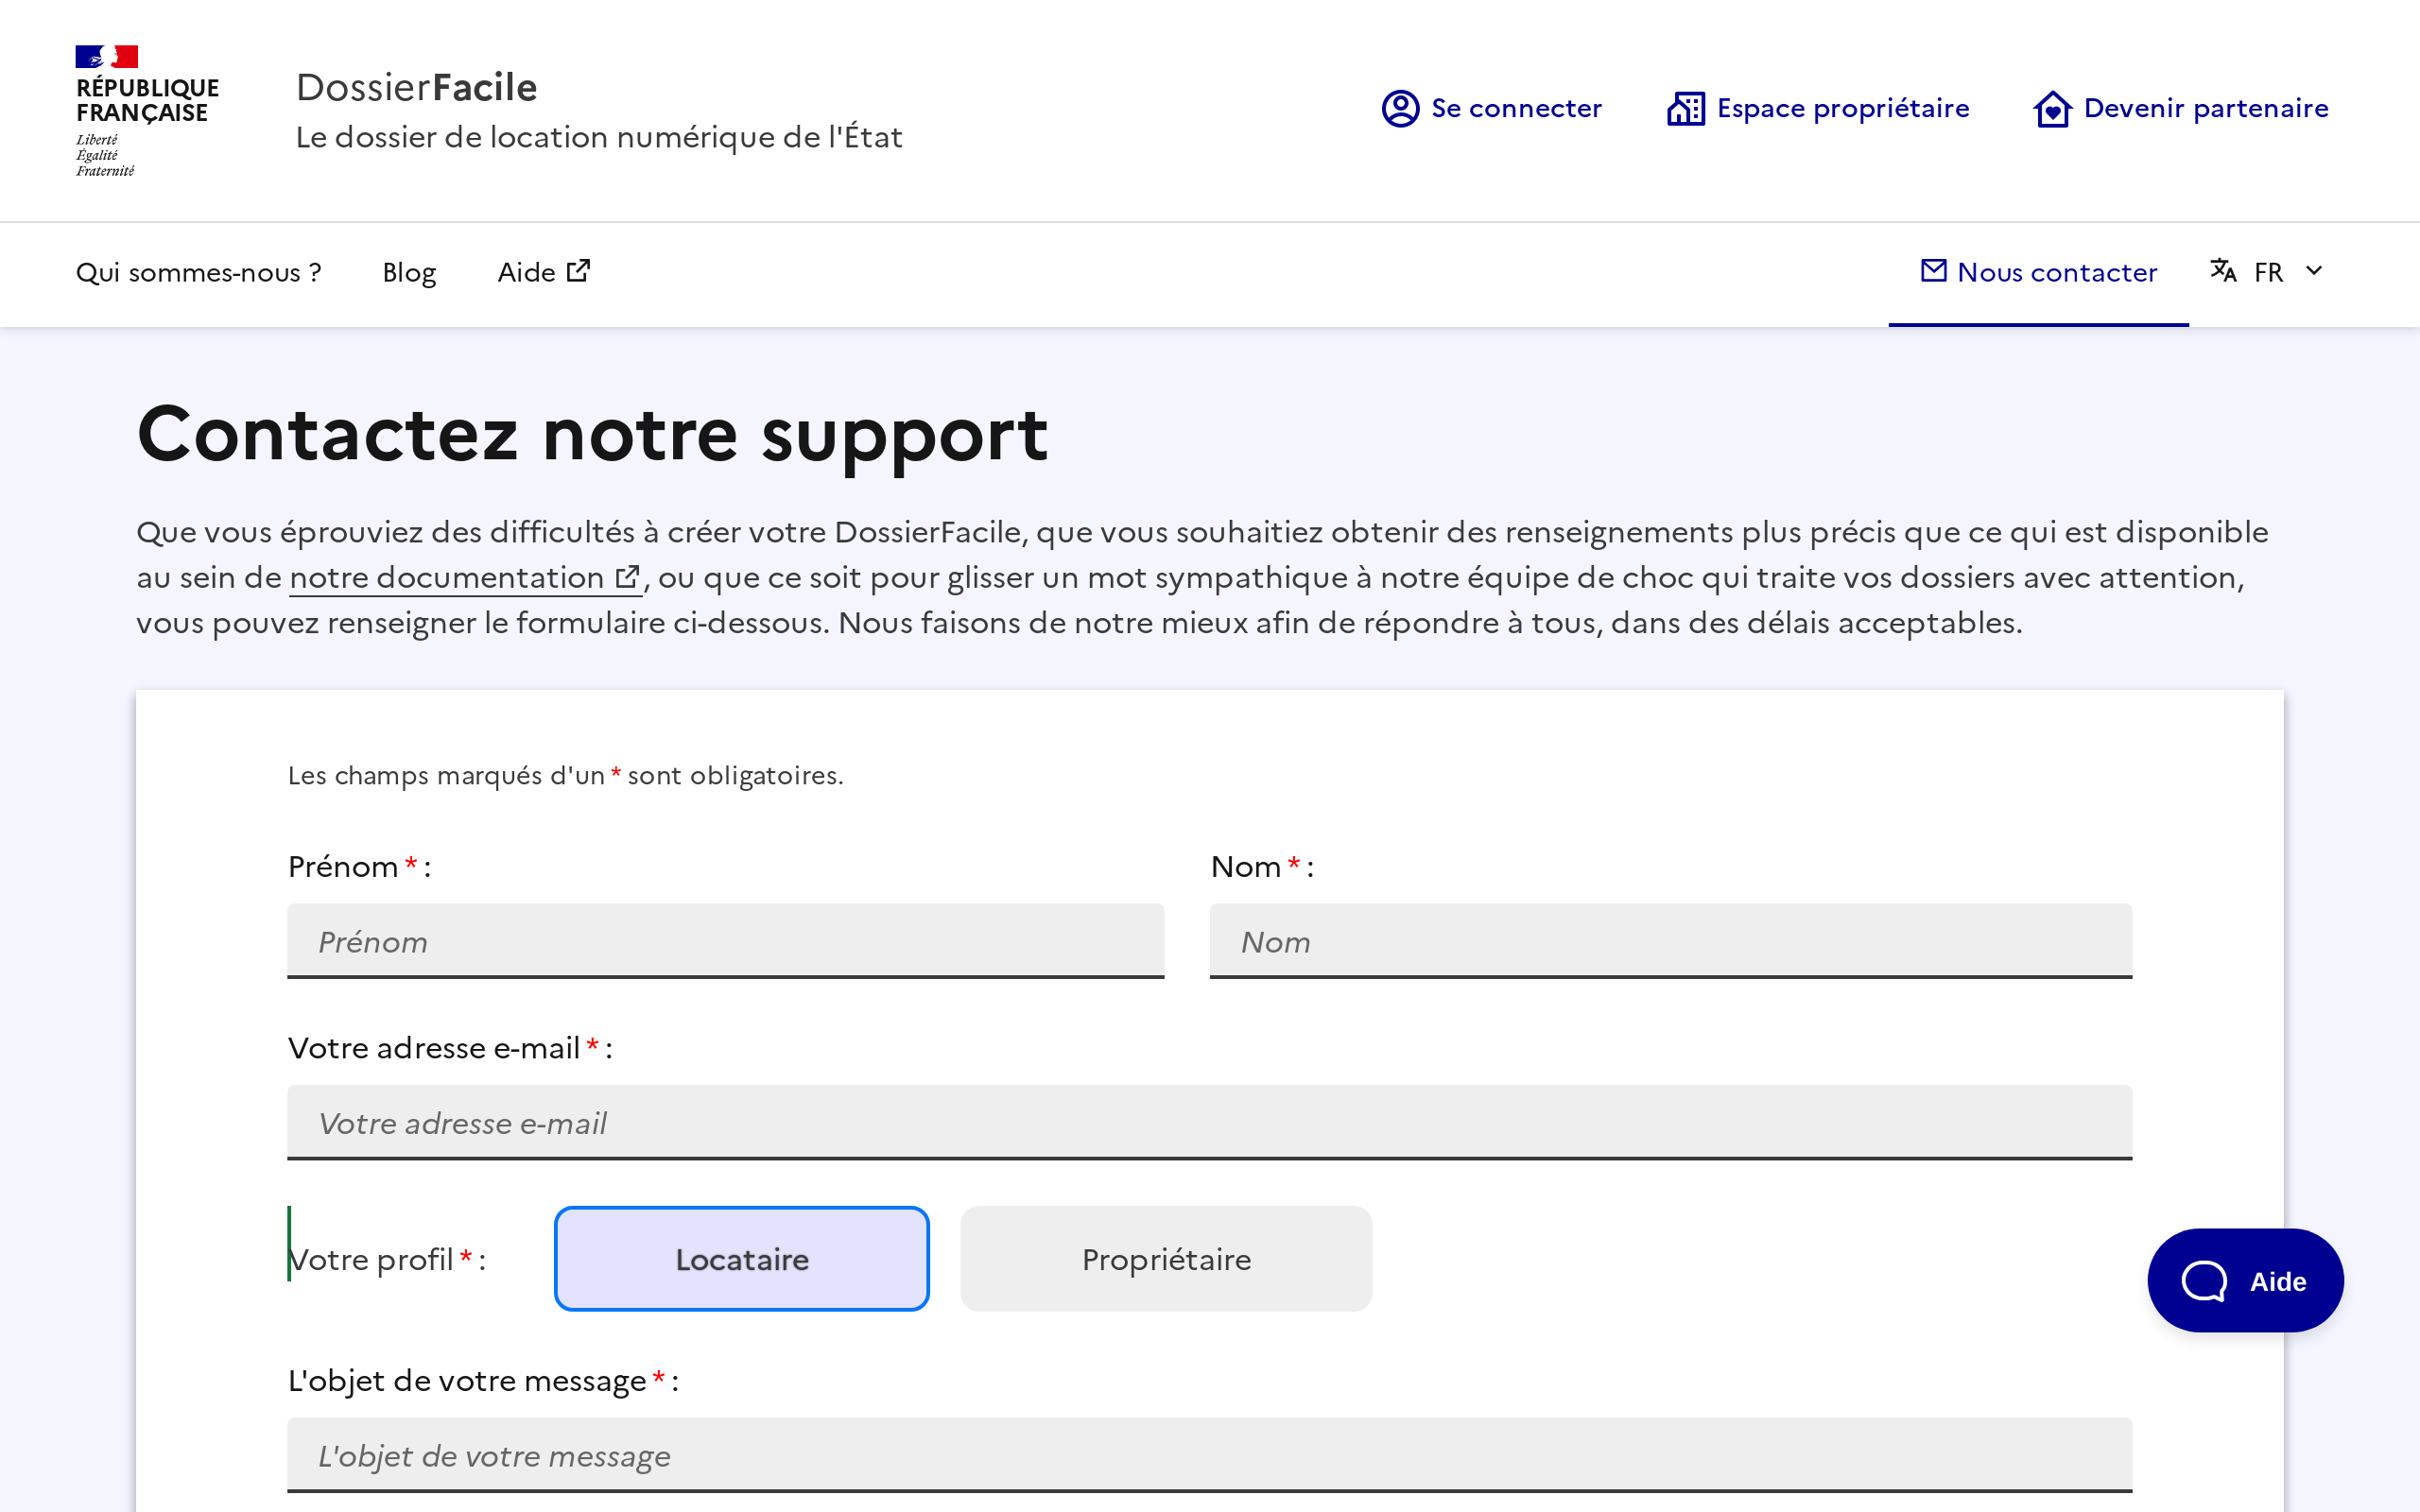 RÉPUBLIQUE
FRANÇAISE
Liberté
Égalité
Fraternité
DossierFacile
Le dossier de location numérique de l'État
Se connecter
Espace propriétaire
Devenir partenaire
Qui sommes-nous ?
Blog
Aide
Nous contacter
FR
Contactez notre support
Que vous éprouviez des difficultés à créer votre DossierFacile, que vous souhaitiez obtenir des renseignements plus précis que ce qui est disponible
au sein de notre documentation , ou que ce soit pour glisser un mot sympathique à notre équipe de choc qui traite vos dossiers avec attention,
vous pouvez renseigner le formulaire ci-dessous. Nous faisons de notre mieux afin de répondre à tous, dans des délais acceptables.
Les champs marqués d'un * sont obligatoires.
Prénom * :
Prénom
Nom * :
Nom
Votre adresse e-mail * :
Votre adresse e-mail
Votre profil * :
Locataire
Propriétaire
Aide
L'objet de votre message * :
L'objet de votre message